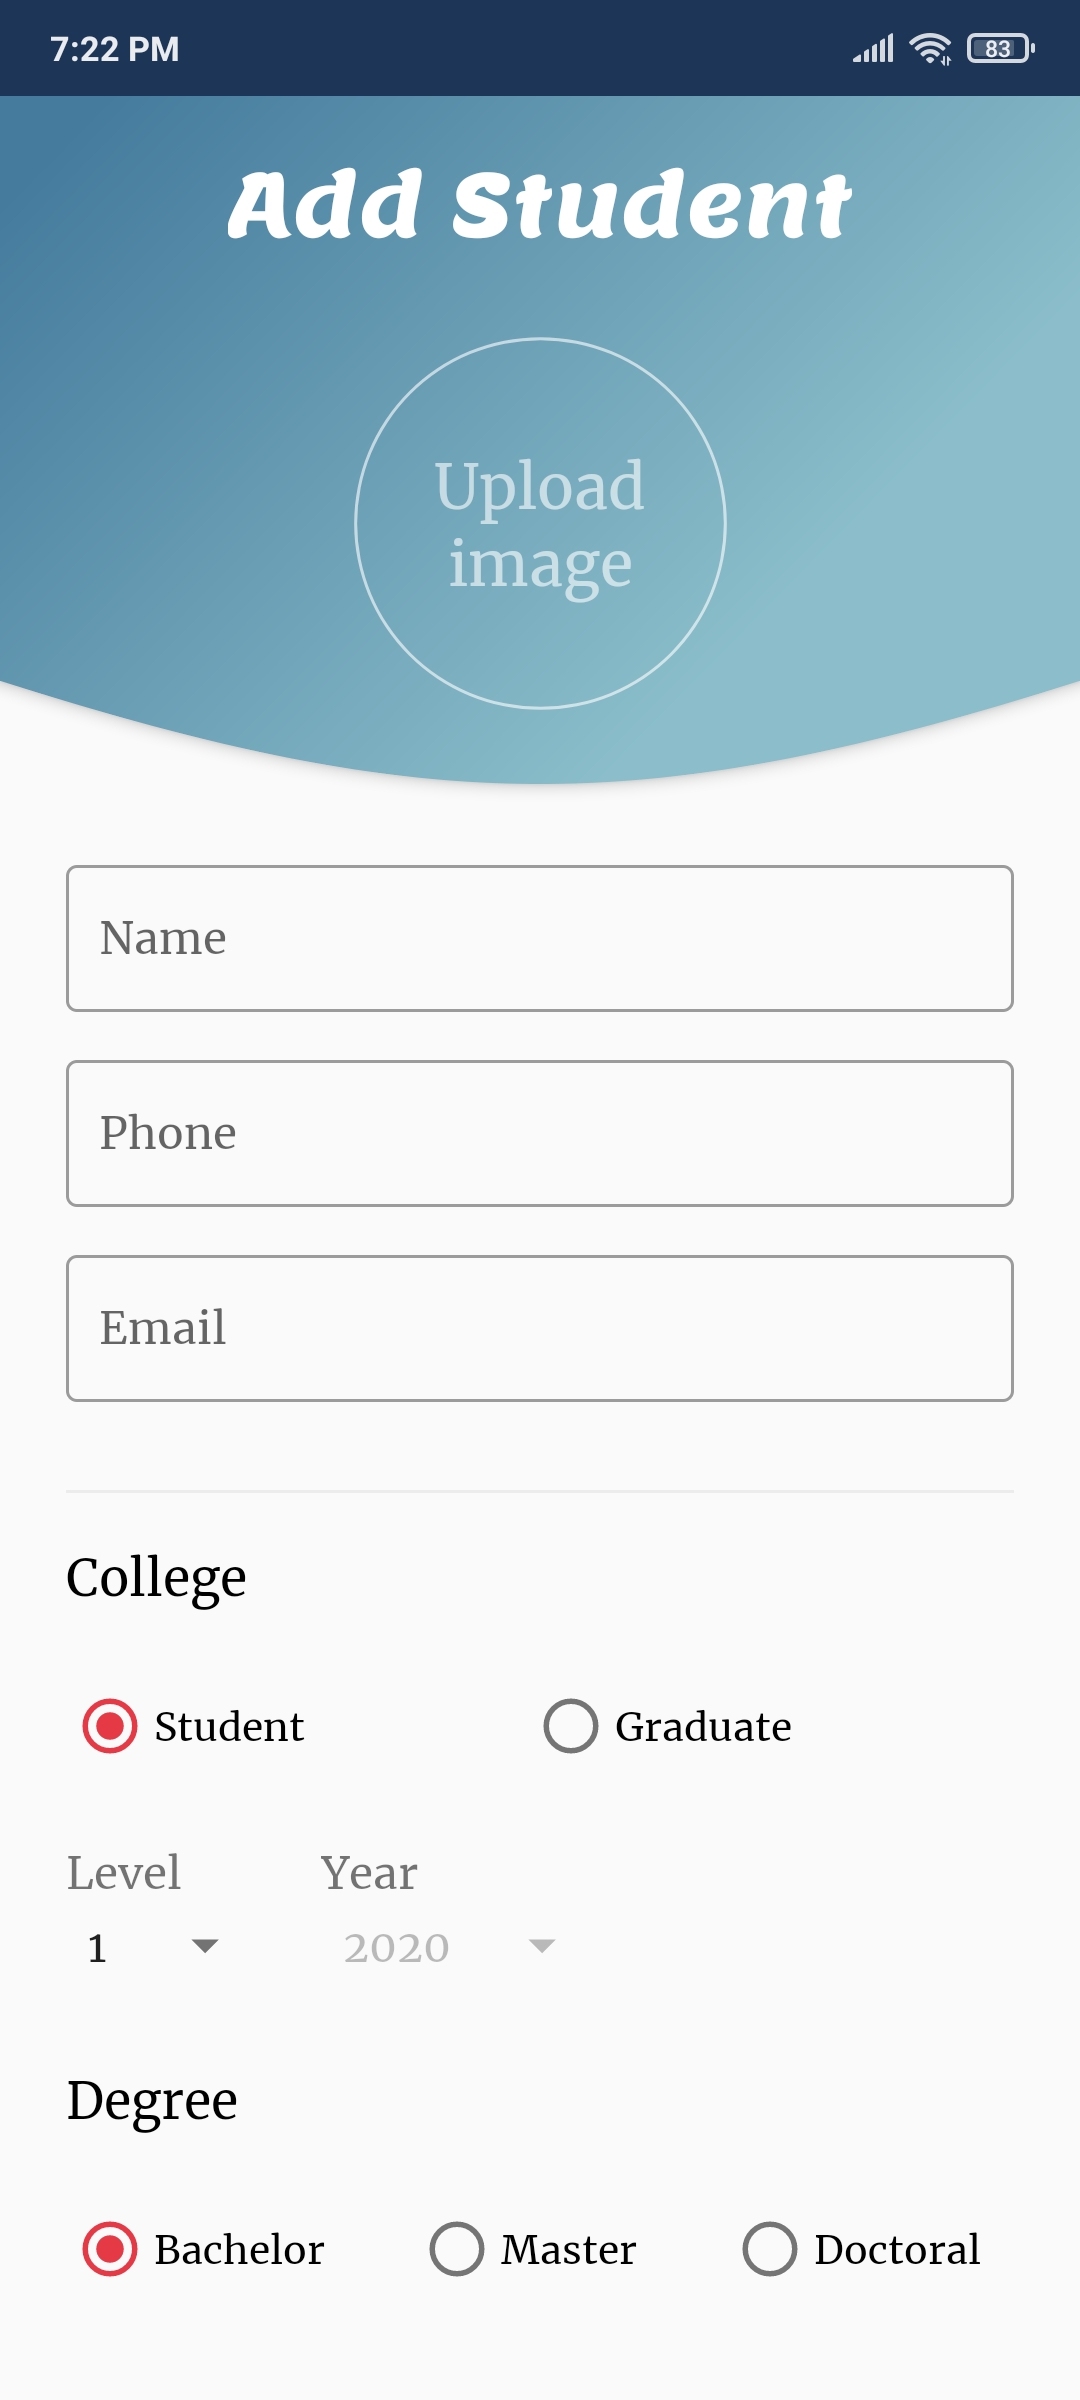 7:22 PM 83
Add Student
Upload
image
Name
Phone
Email
College
Student Graduate
Level Year
1 2020
Degree
Bachelor Master Doctoral